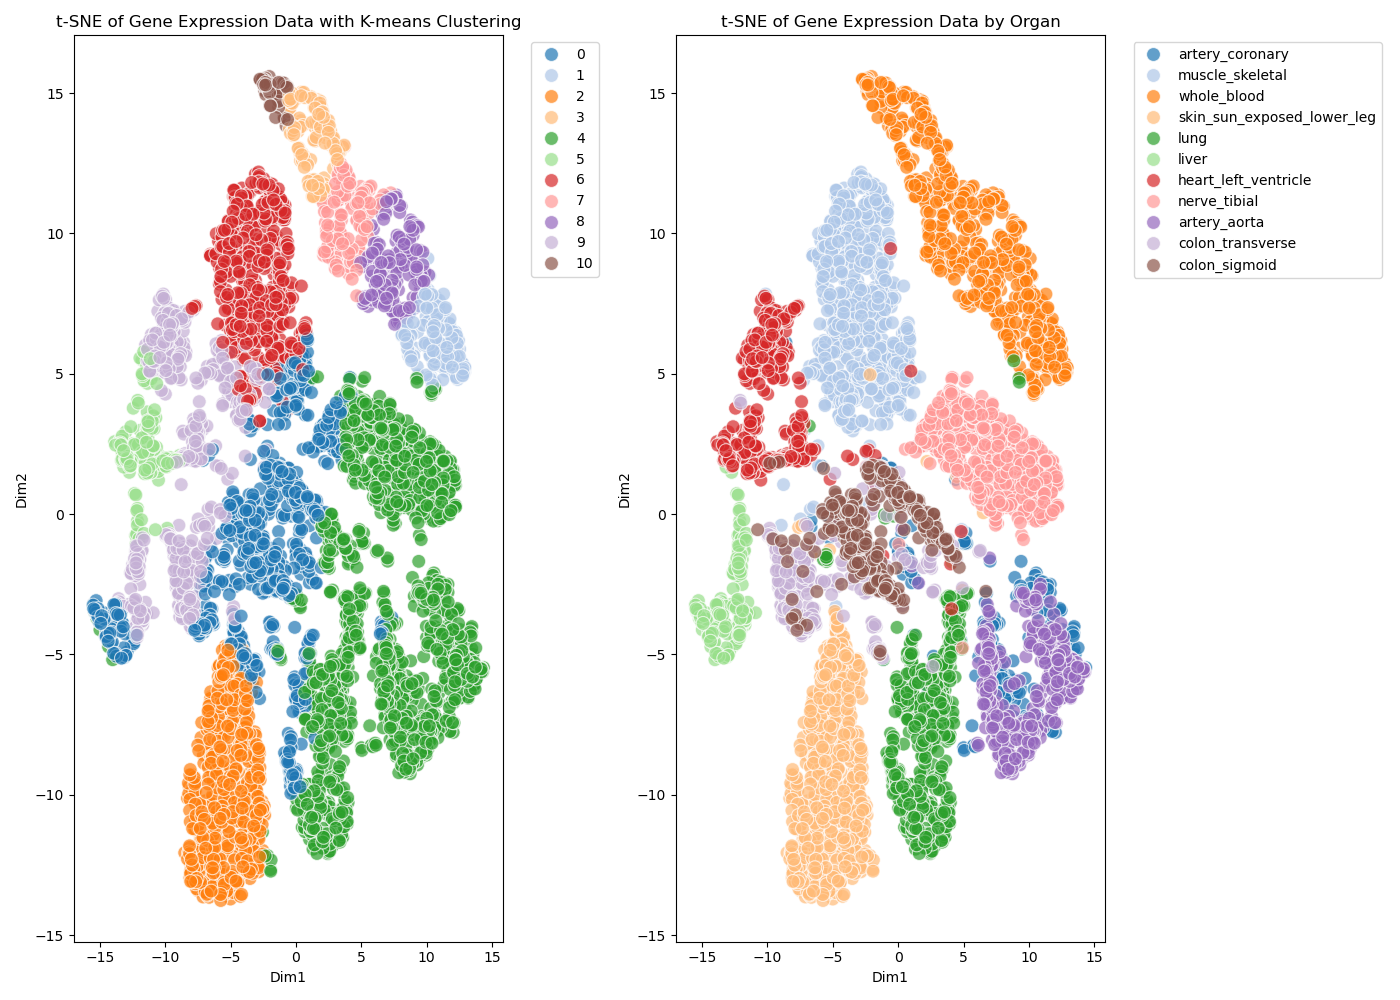 t-SNE of Gene Expression Data with K-means Clustering
15
10
5
0
−5
−10
−15
Dim2
−15 −10 −5 0 5 10 15
Dim1
0
1
2
3
4
5
6
7
8
9
10
t-SNE of Gene Expression Data by Organ
15
10
5
0
−5
−10
−15
Dim2
−15 −10 −5 0 5 10 15
Dim1
artery_coronary
muscle_skeletal
whole_blood
skin_sun_exposed_lower_leg
lung
liver
heart_left_ventricle
nerve_tibial
artery_aorta
colon_transverse
colon_sigmoid